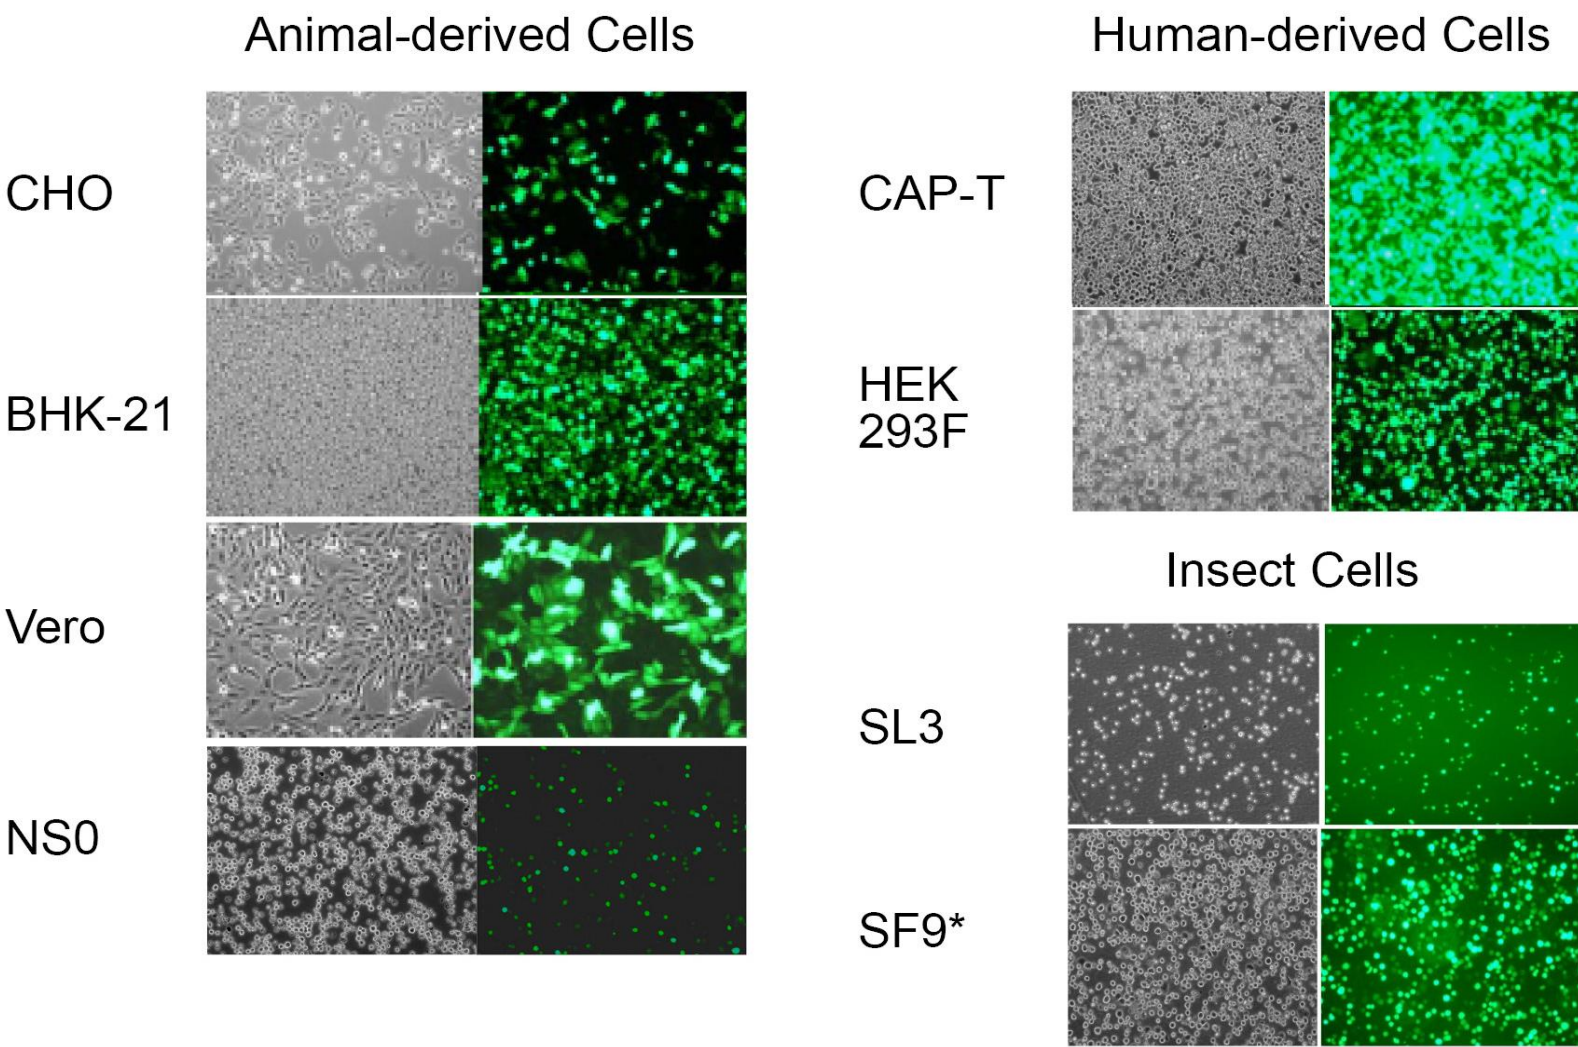 Animal-derived Cells
CHO
BHK-21
Vero
NS0
Human-derived Cells
CAP-T
HEK
293F
Insect Cells
SL3
SF9*